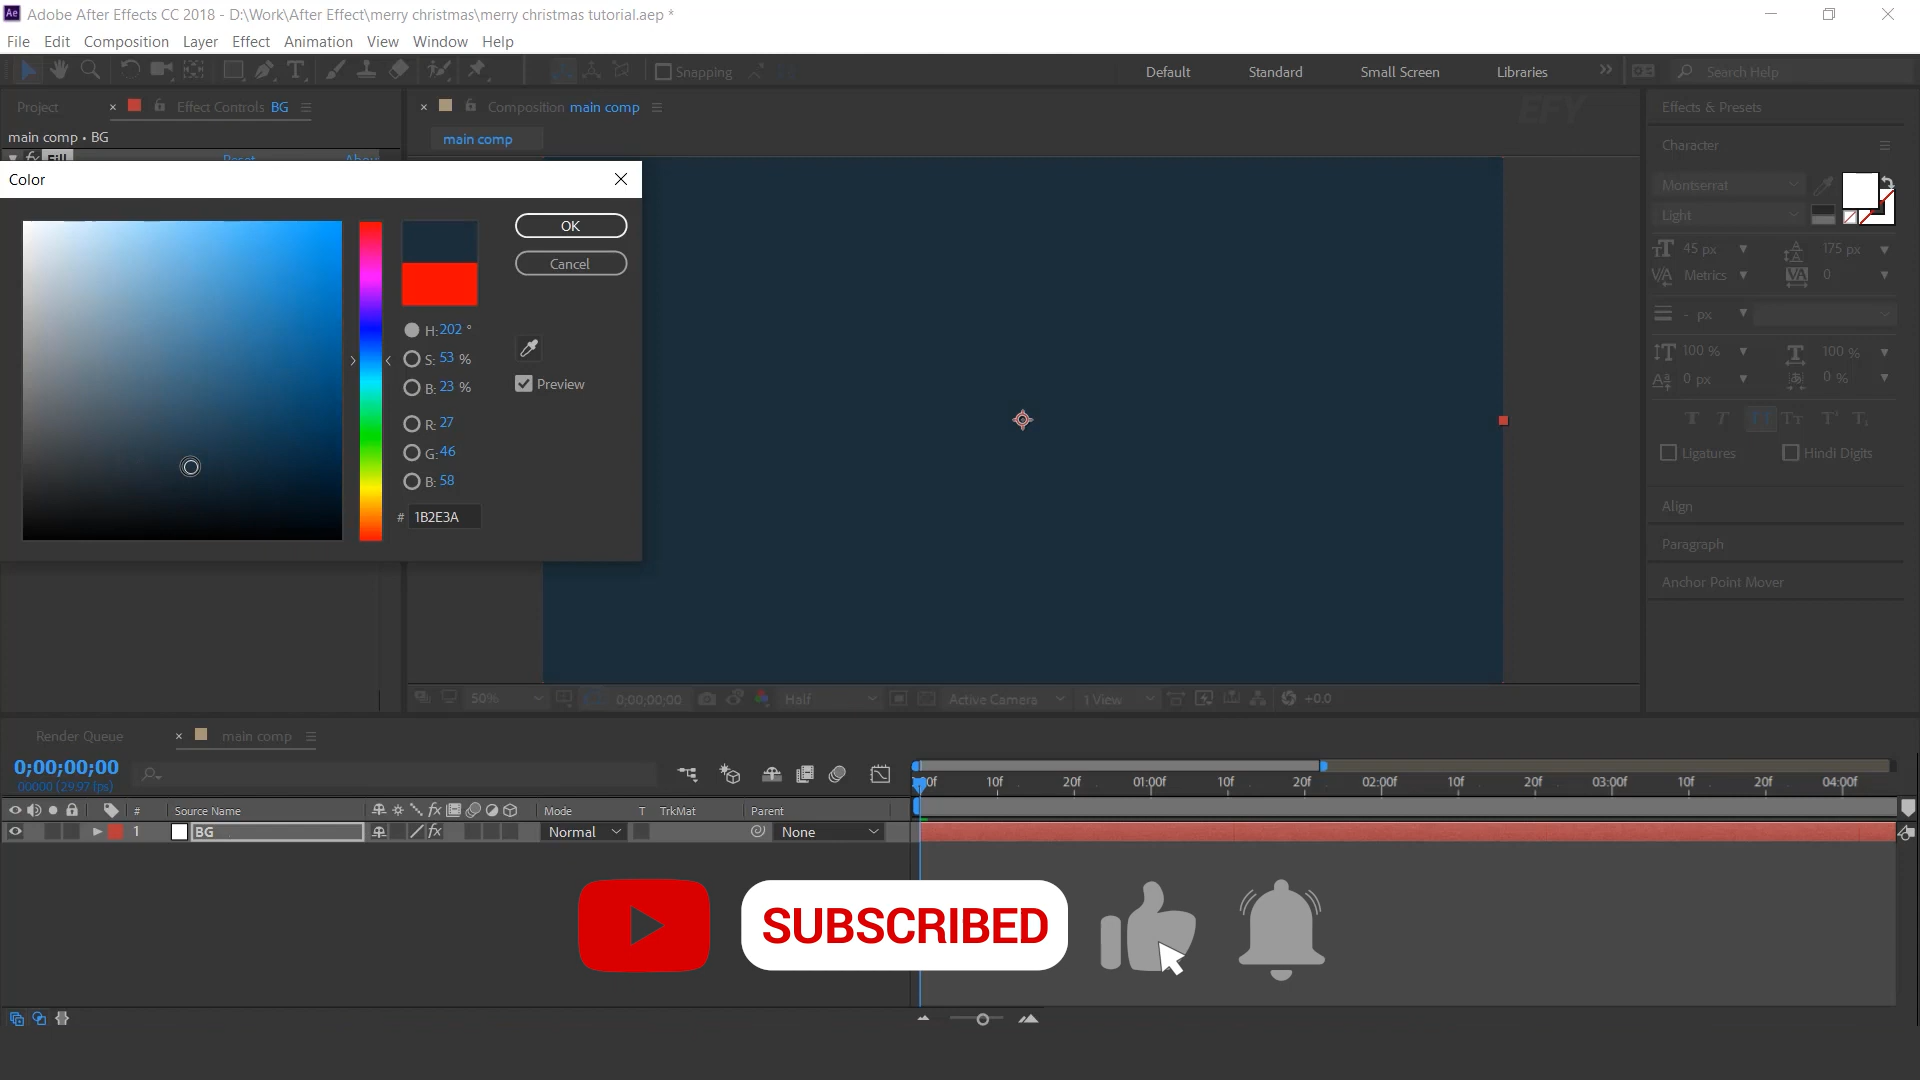 Adobe After Effects CC 2018 - D:\Work\After Effect\merry christmas\merry christmas tutorial.aep *
File Edit Composition Layer Effect Animation View Window Help
Snapping Default Standard Small Screen Libraries Search Help
Project Effect Controls BG Composition main comp EFY Effects & Presets
main comp • BG main comp Character
Fill Reset About
Color
OK
Cancel
H: 202 °
S: 53 %
B: 23 %
Preview
R: 27
G: 46
B: 58
# 1B2E3A
Montserrat
Light
45 px 175 px
Metrics 0
- px
100 % 100 %
0 px 0 %
Ligatures Hindi Digits
Align
Paragraph
Anchor Point Mover
50% 0;00;00;00 Half Active Camera 1 View +0.0
Render Queue main comp
0;00;00;00
00000 (29.97 fps)
00f 10f 20f 01:00f 10f 20f 02:00f 10f 20f 03:00f 10f 20f 04:00f
# Source Name Mode T TrkMat Parent
1 BG Normal None
SUBSCRIBED